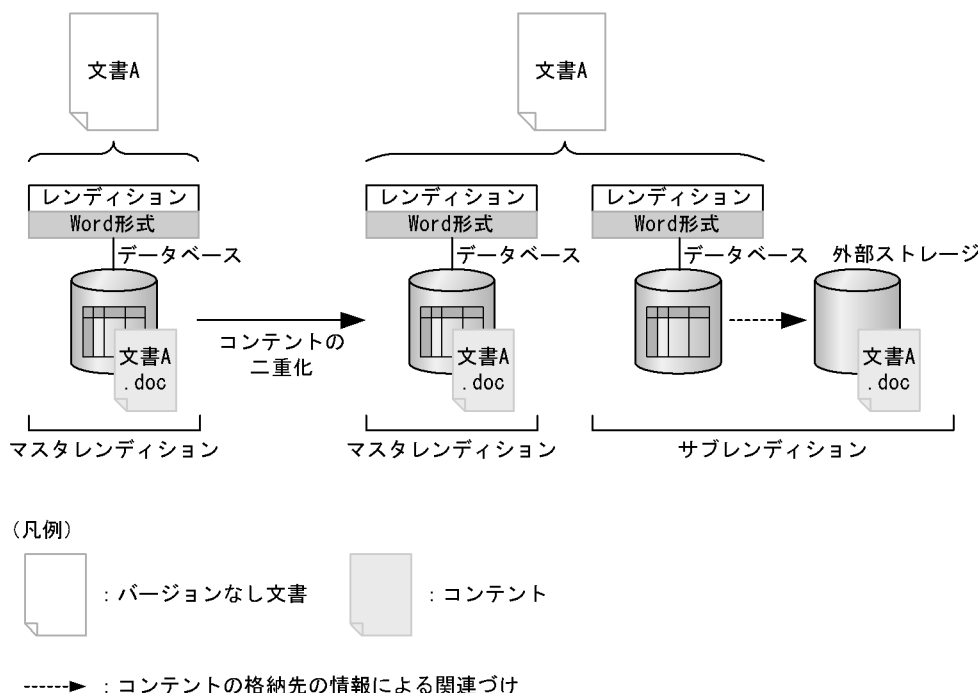 文書A
文書A
レンディション
レンディション
レンディション
Word形式
Word形式
Word形式
データベース
データベース
データベース
外部ストレージ
文書A
.doc
コンテントの
二重化
文書A
.doc
文書A
.doc
マスタレンディション
マスタレンディション
サブレンディション
(凡例)
:バージョンなし文書
:コンテント
:コンテントの格納先の情報による関連づけ